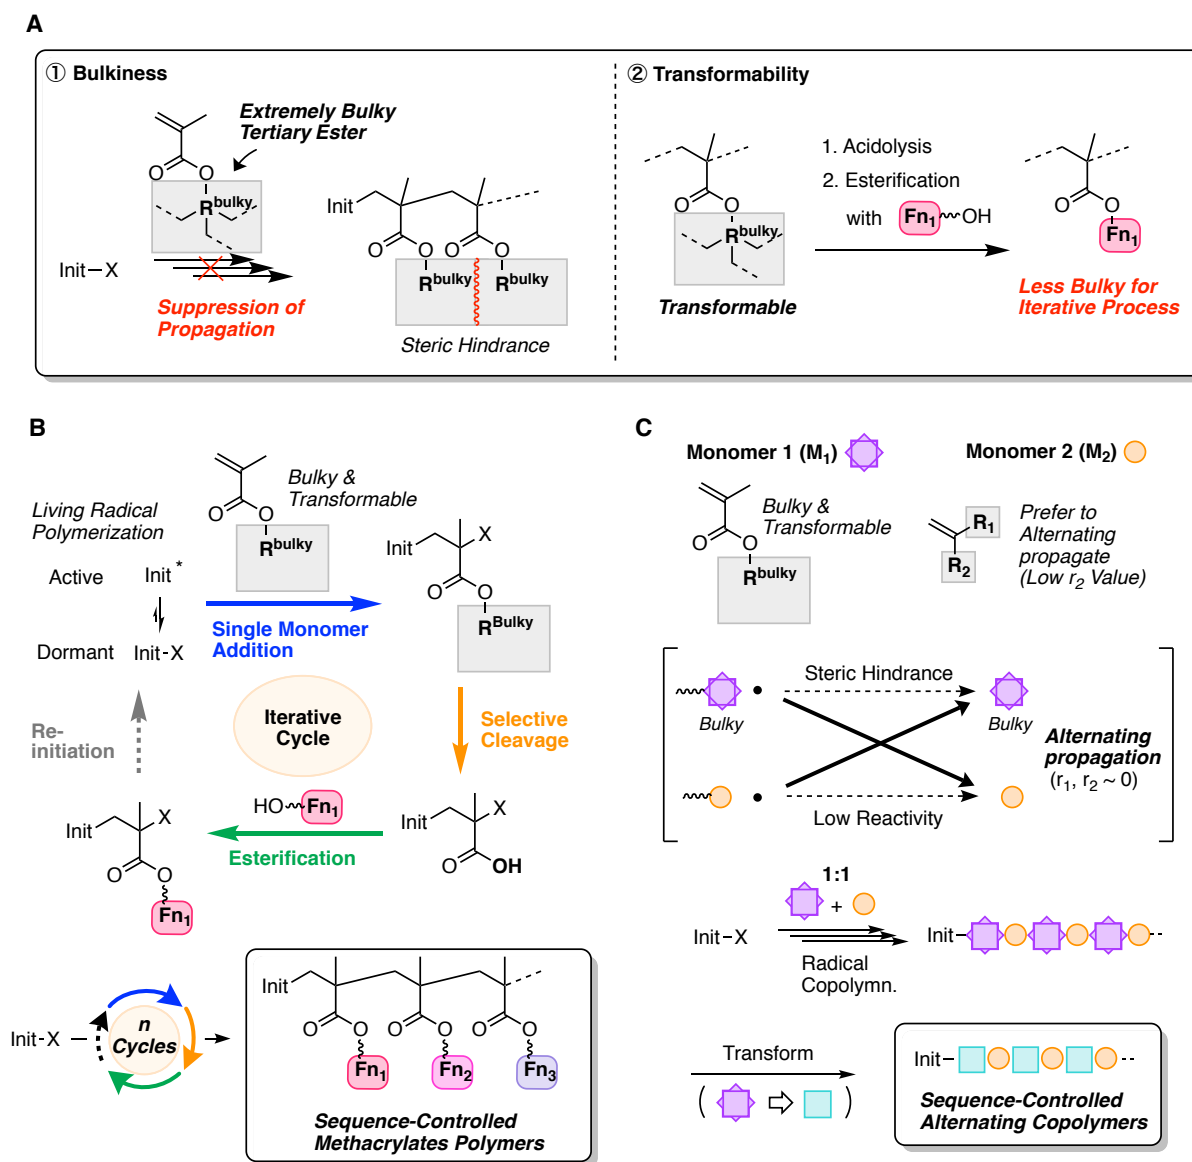 A
① Bulkiness
Extremely Bulky
Tertiary Ester
O
O
Rbulky
Init–X
Suppression of
Propagation
Init
O
O
O
O
Rbulky
Rbulky
Steric Hindrance
② Transformability
O
O
Rbulky
Transformable
1. Acidolysis
2. Esterification
with Fn1 OH
O
O
Fn1
Less Bulky for
Iterative Process
B
Living Radical
Polymerization
Active
Init*
Dormant
Init-X
O
O
Rbulky
Bulky &
Transformable
Single Monomer
Addition
Init
X
O
O
RBulky
Selective
Cleavage
Iterative
Cycle
Re-
initiation
HO Fn1
Esterification
Init
X
O
OH
Init
X
O
O
Fn1
Init-X
n
Cycles
Init
O
O
O
O
O
O
Fn1
Fn2
Fn3
Sequence-Controlled
Methacrylates Polymers
C
Monomer 1 (M1)
Monomer 2 (M2)
O
O
Rbulky
Bulky &
Transformable
R1
R2
Prefer to
Alternating
propagate
(Low r2 Value)
Steric Hindrance
Bulky
Bulky
Alternating
propagation
(r1, r2 ~ 0)
Low Reactivity
1:1
+
Init-X
Radical
Copolymn.
Init
Transform
( )
Init
Sequence-Controlled
Alternating Copolymers